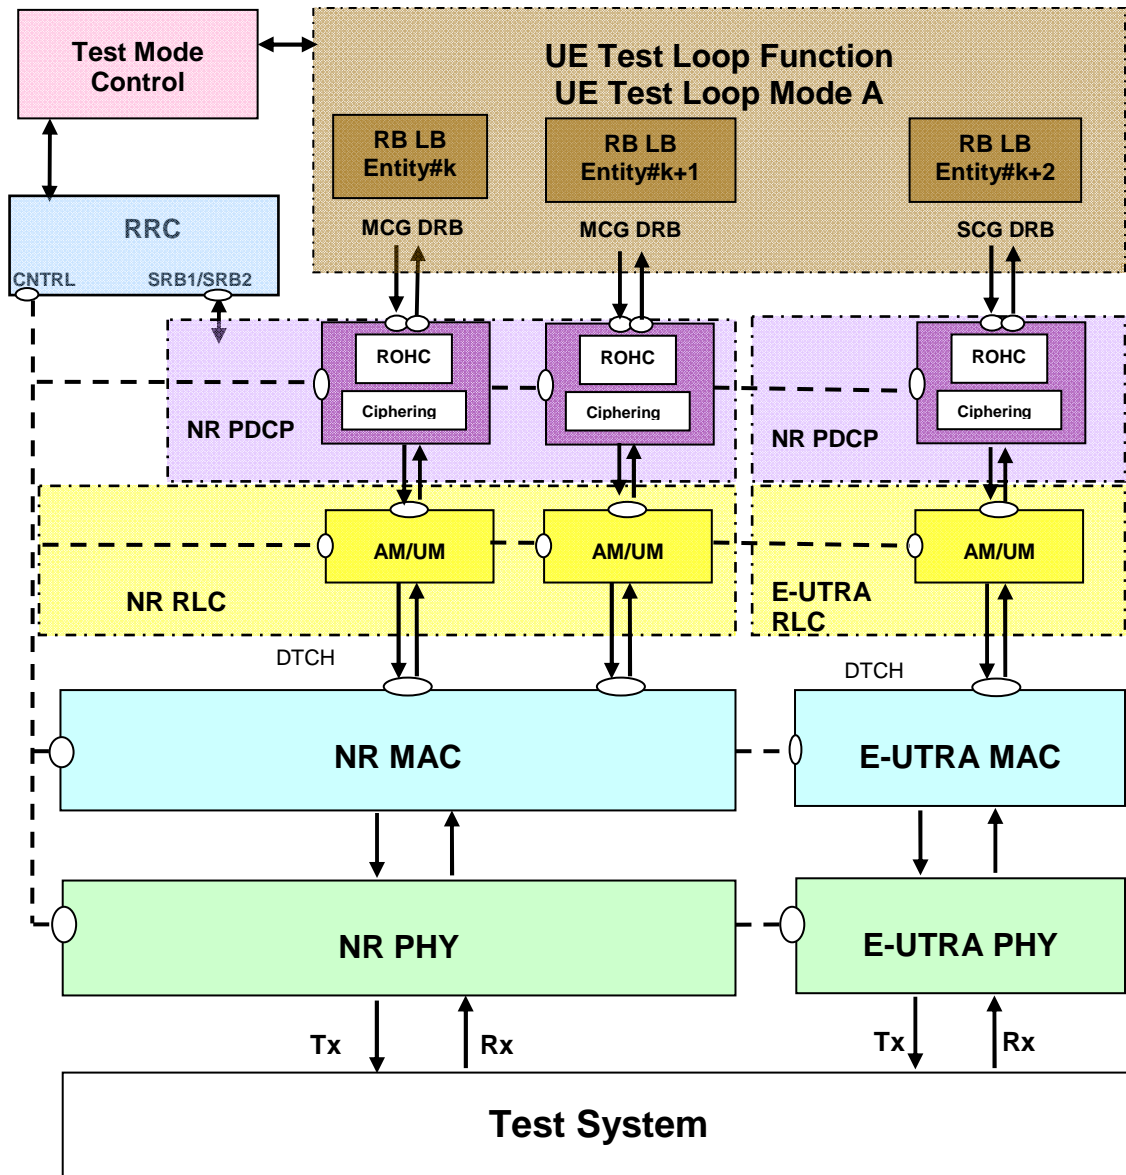 Test Mode
Control
UE Test Loop Function
UE Test Loop Mode A
RB LB
Entity#k
RB LB
Entity#k+1
RB LB
Entity#k+2
MCG DRB
MCG DRB
SCG DRB
RRC
CNTRL
SRB1/SRB2
ROHC
ROHC
ROHC
Ciphering
Ciphering
Ciphering
NR PDCP
NR PDCP
AM/UM
AM/UM
AM/UM
NR RLC
E-UTRA
RLC
DTCH
DTCH
NR MAC
E-UTRA MAC
NR PHY
E-UTRA PHY
Tx
Rx
Tx
Rx
Test System